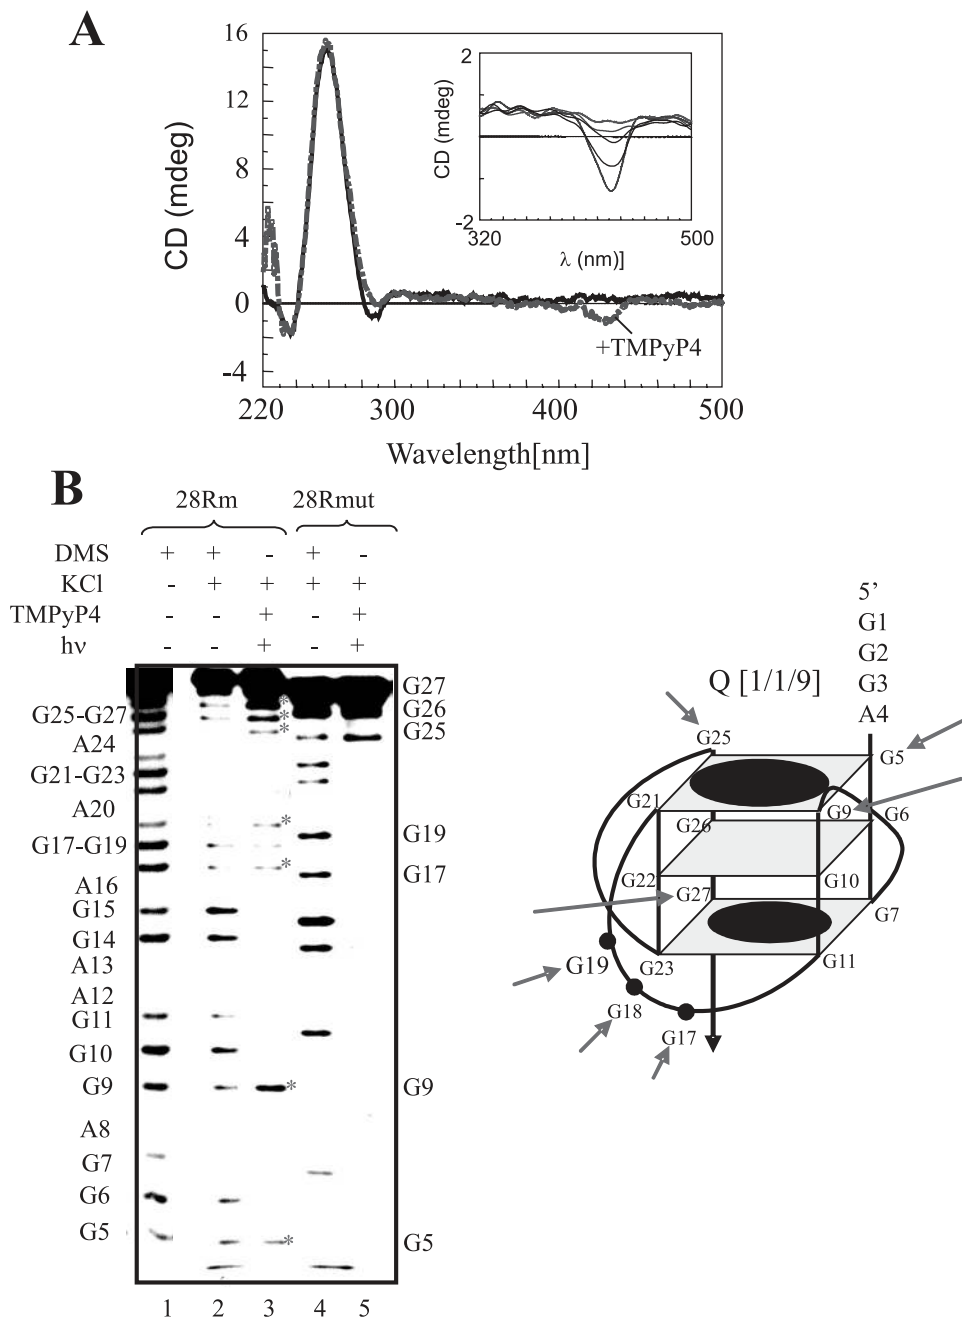 A
CD (mdeg)
16
12
8
4
0
-4
220
300
400
500
Wavelength[nm]
+TMPyP4
CD (mdeg)
2
-2
320
500
λ (nm)]
B
28Rm
28Rmut
DMS + + - + -
KCl - + + + +
TMPyP4 - - + - +
hν - - + - +
G25-G27
A24
G21-G23
A20
G17-G19
A16
G15
G14
A13
A12
G11
G10
G9
A8
G7
G6
G5
*
*
*
*
*
*
*
G27
G26
G25
G19
G17
G9
G5
1 2 3 4 5
5’
G1
G2
G3
A4
Q [1/1/9]
G25
G5
G21
G9
G6
G26
G22
G10
G27
G7
G19
G23
G11
G18
G17